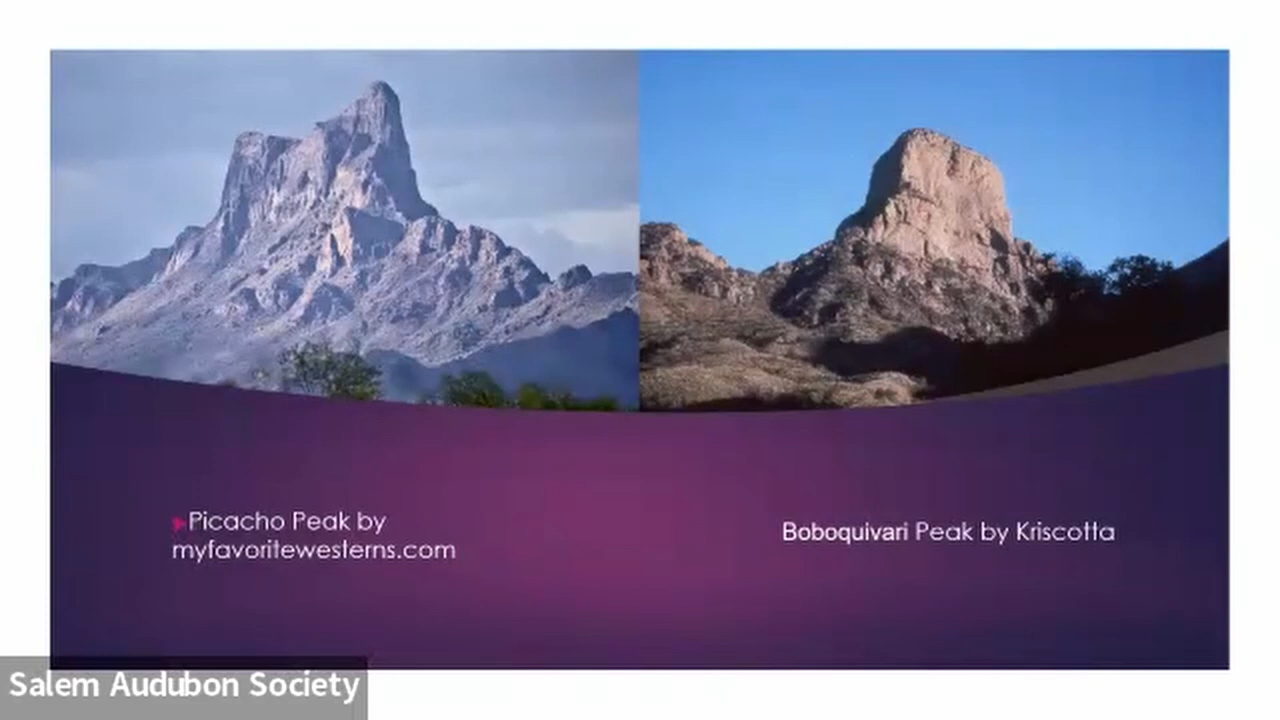 Picacho Peak by
myfavoritewesterns.com
Boboquivari Peak by Kriscotta
Salem Audubon Society